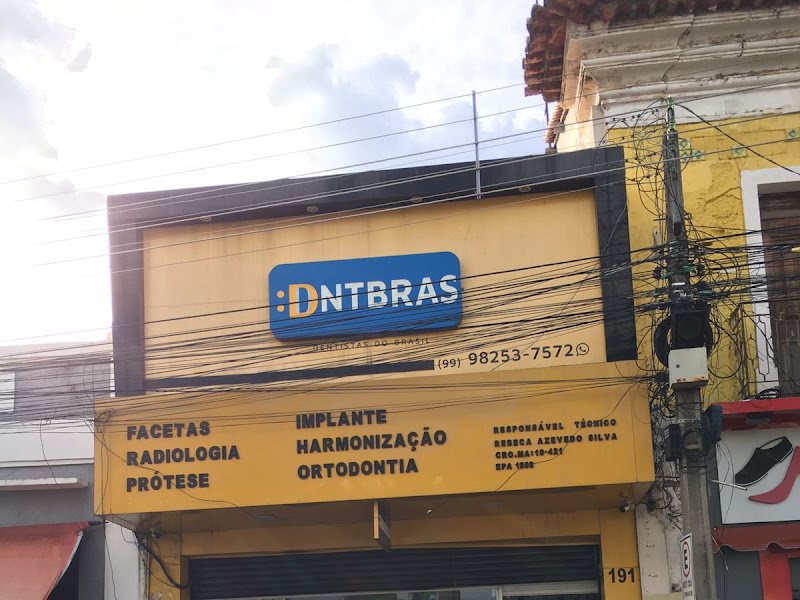 :DNTBRAS
DENTISTAS DO BRASIL
(99) 98253-7572
FACETAS
RADIOLOGIA
PRÓTESE
IMPLANTE
HARMONIZAÇÃO
ORTODONTIA
RESPONSÁVEL TÉCNICO
REBECA AZEVEDO SILVA
CRO.MA:10-421
EPA 1508
191
E